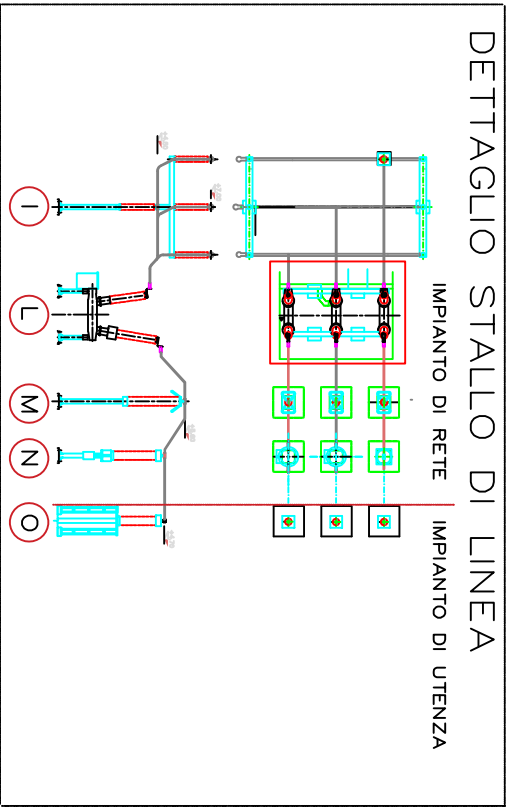 DETTAGLIO STALLO DI LINEA
IMPIANTO DI RETE
IMPIANTO DI UTENZA
I
L
M
N
O